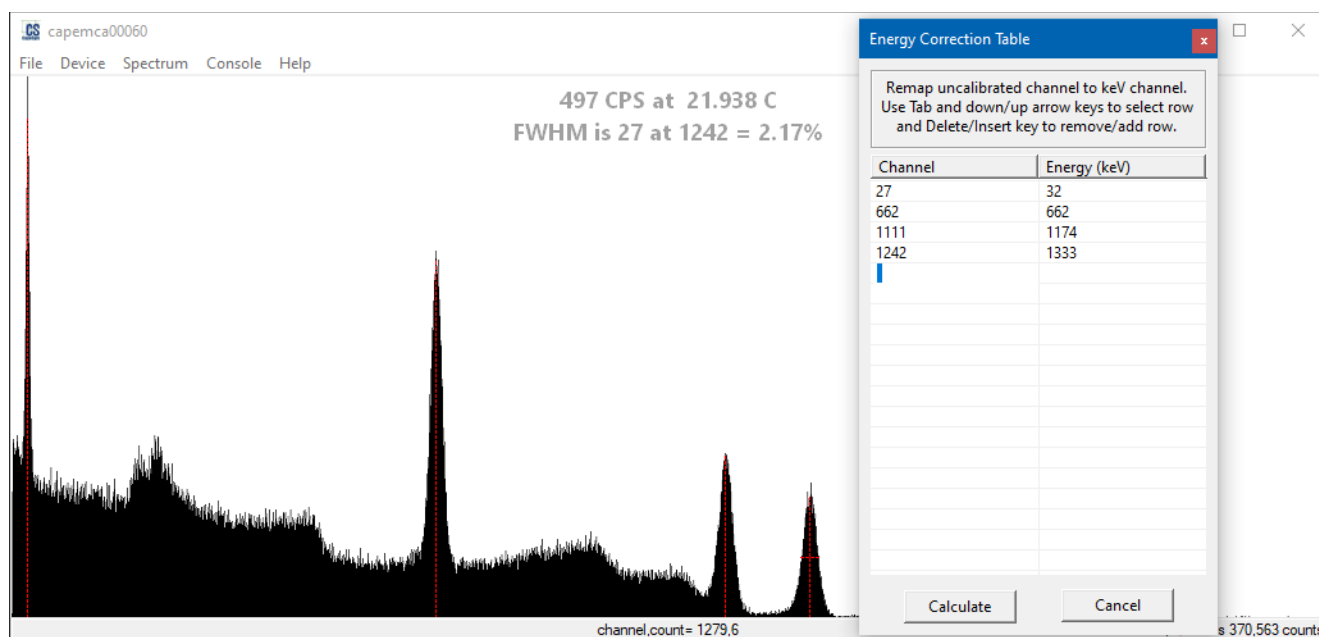 CS capemca00060
File Device Spectrum Console Help
497 CPS at 21.938 C
FWHM is 27 at 1242 = 2.17%
Energy Correction Table
x
Remap uncalibrated channel to keV channel.
Use Tab and down/up arrow keys to select row
and Delete/Insert key to remove/add row.
Channel Energy (keV)
27 32
662 662
1111 1174
1242 1333
Calculate Cancel
channel,count= 1279,6
s 370,563 counts